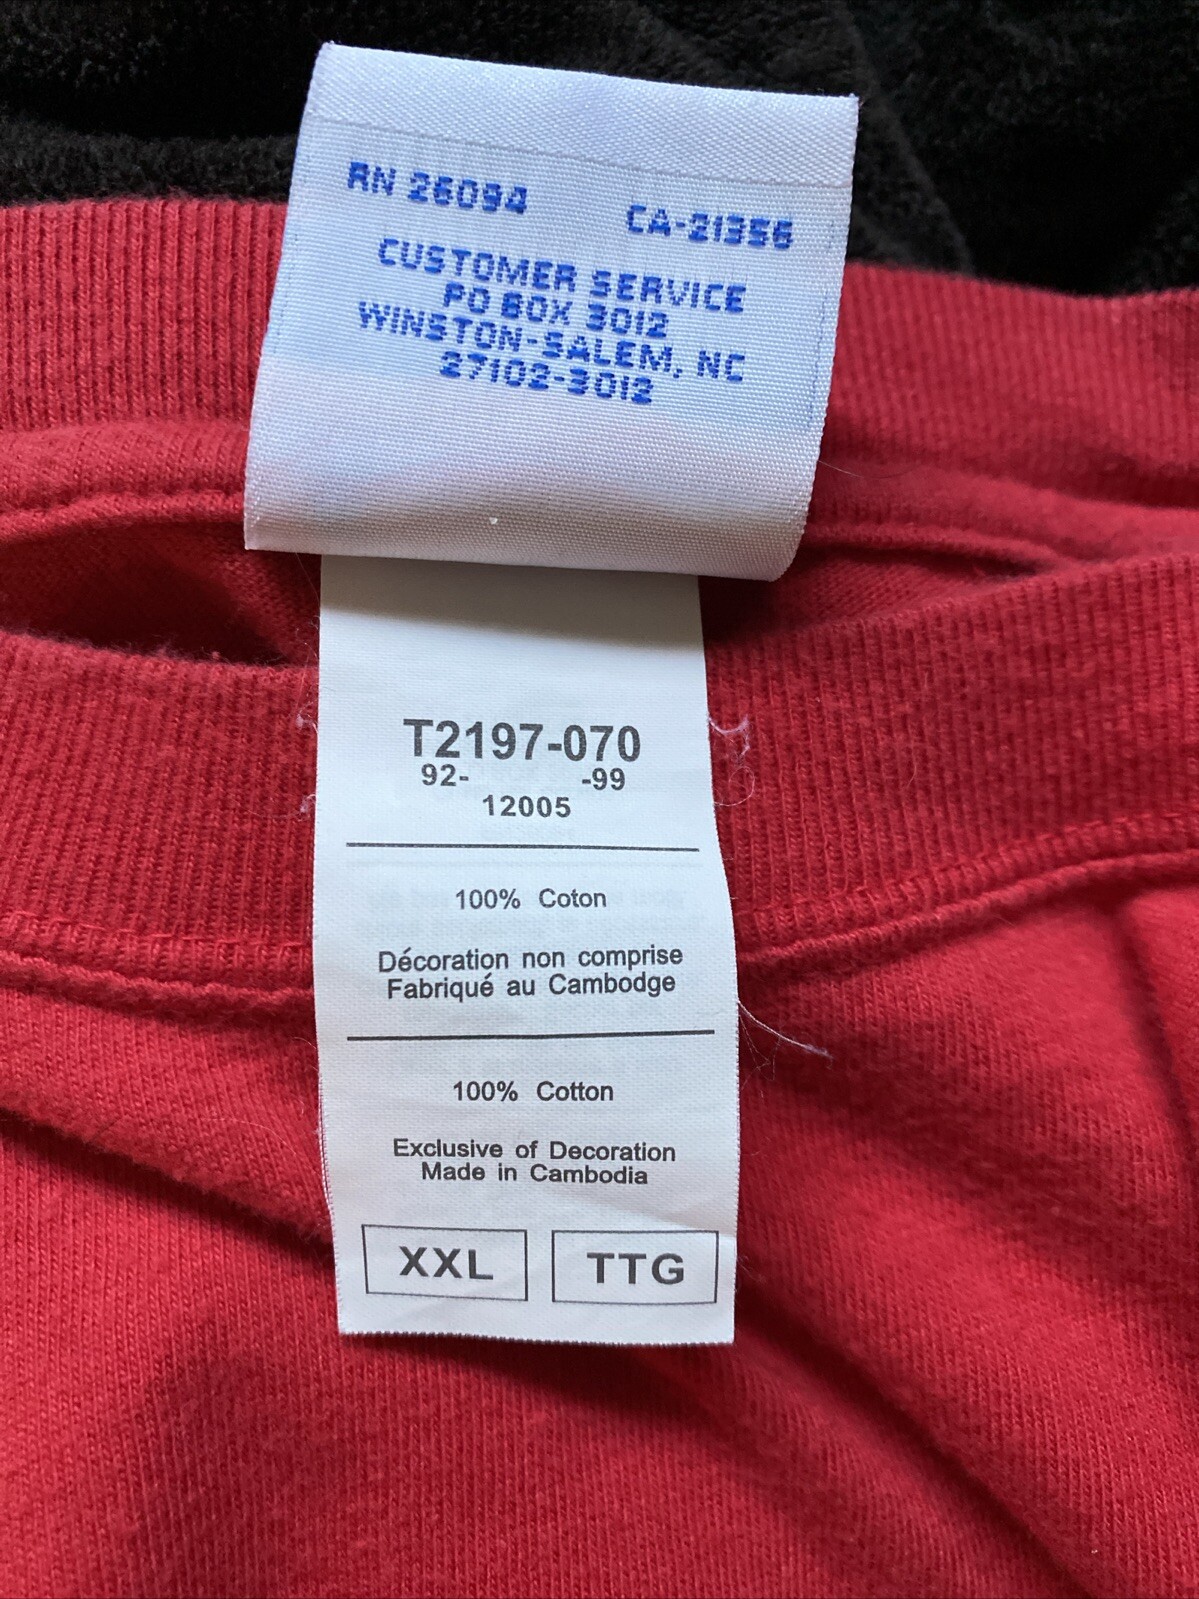 RN 26094
CA-21356
CUSTOMER SERVICE
PO BOX 3012
WINSTON-SALEM, NC
27102-3012
T2197-070
92- -99
12005
100% Coton
Décoration non comprise
Fabriqué au Cambodge
100% Cotton
Exclusive of Decoration
Made in Cambodia
XXL TTG